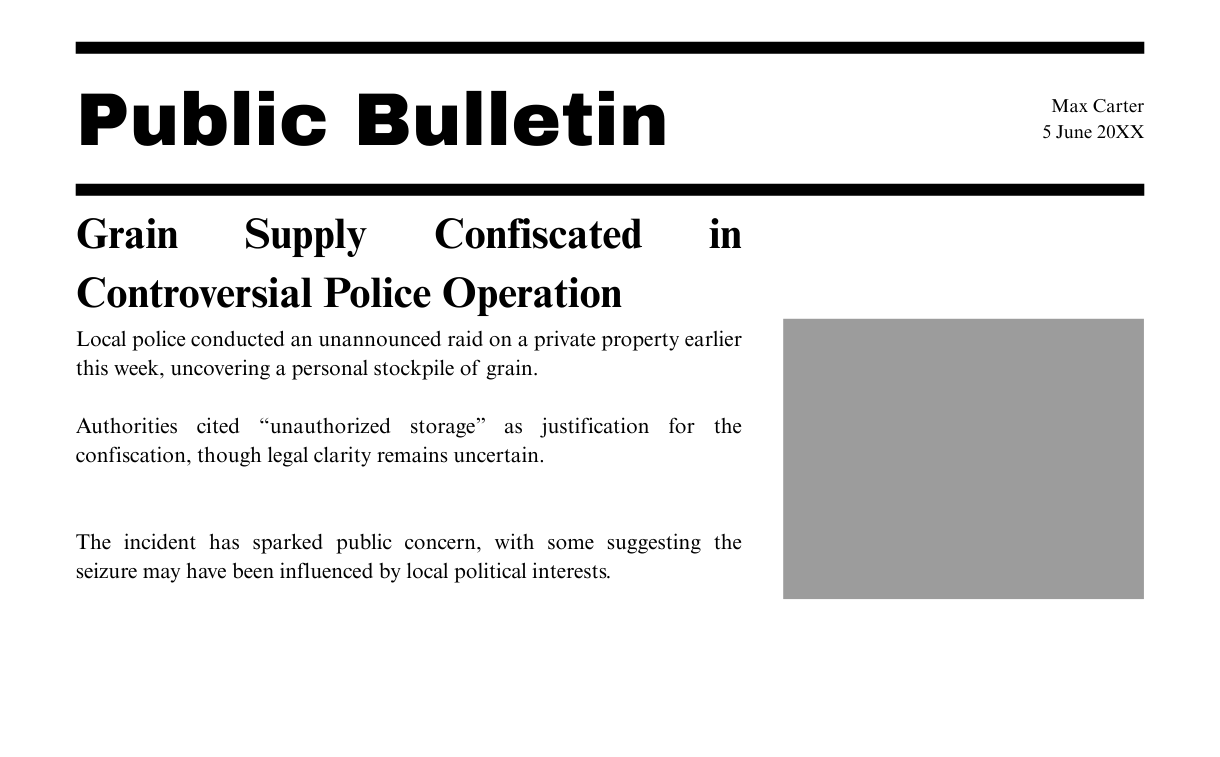 Public Bulletin
Max Carter
5 June 20XX
Grain Supply Confiscated in
Controversial Police Operation
Local police conducted an unannounced raid on a private property earlier
this week, uncovering a personal stockpile of grain.
Authorities cited “unauthorized storage” as justification for the
confiscation, though legal clarity remains uncertain.
The incident has sparked public concern, with some suggesting the
seizure may have been influenced by local political interests.